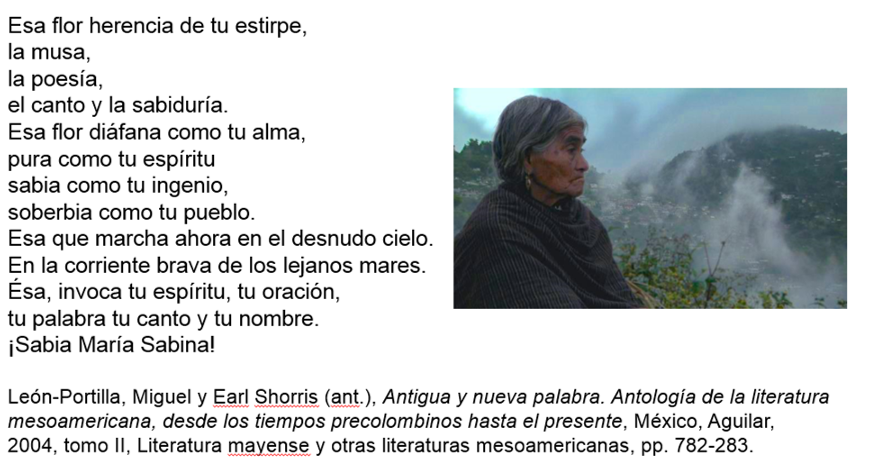 Esa flor herencia de tu estirpe,
la musa,
la poesía,
el canto y la sabiduría.
Esa flor diáfana como tu alma,
pura como tu espíritu
sabia como tu ingenio,
soberbia como tu pueblo.
Esa que marcha ahora en el desnudo cielo.
En la corriente brava de los lejanos mares.
Ésa, invoca tu espíritu, tu oración,
tu palabra tu canto y tu nombre.
¡Sabia María Sabina!
León-Portilla, Miguel y Earl Shorris (ant.), Antigua y nueva palabra. Antología de la literatura
mesoamericana, desde los tiempos precolombinos hasta el presente, México, Aguilar,
2004, tomo II, Literatura mayense y otras literaturas mesoamericanas, pp. 782-283.